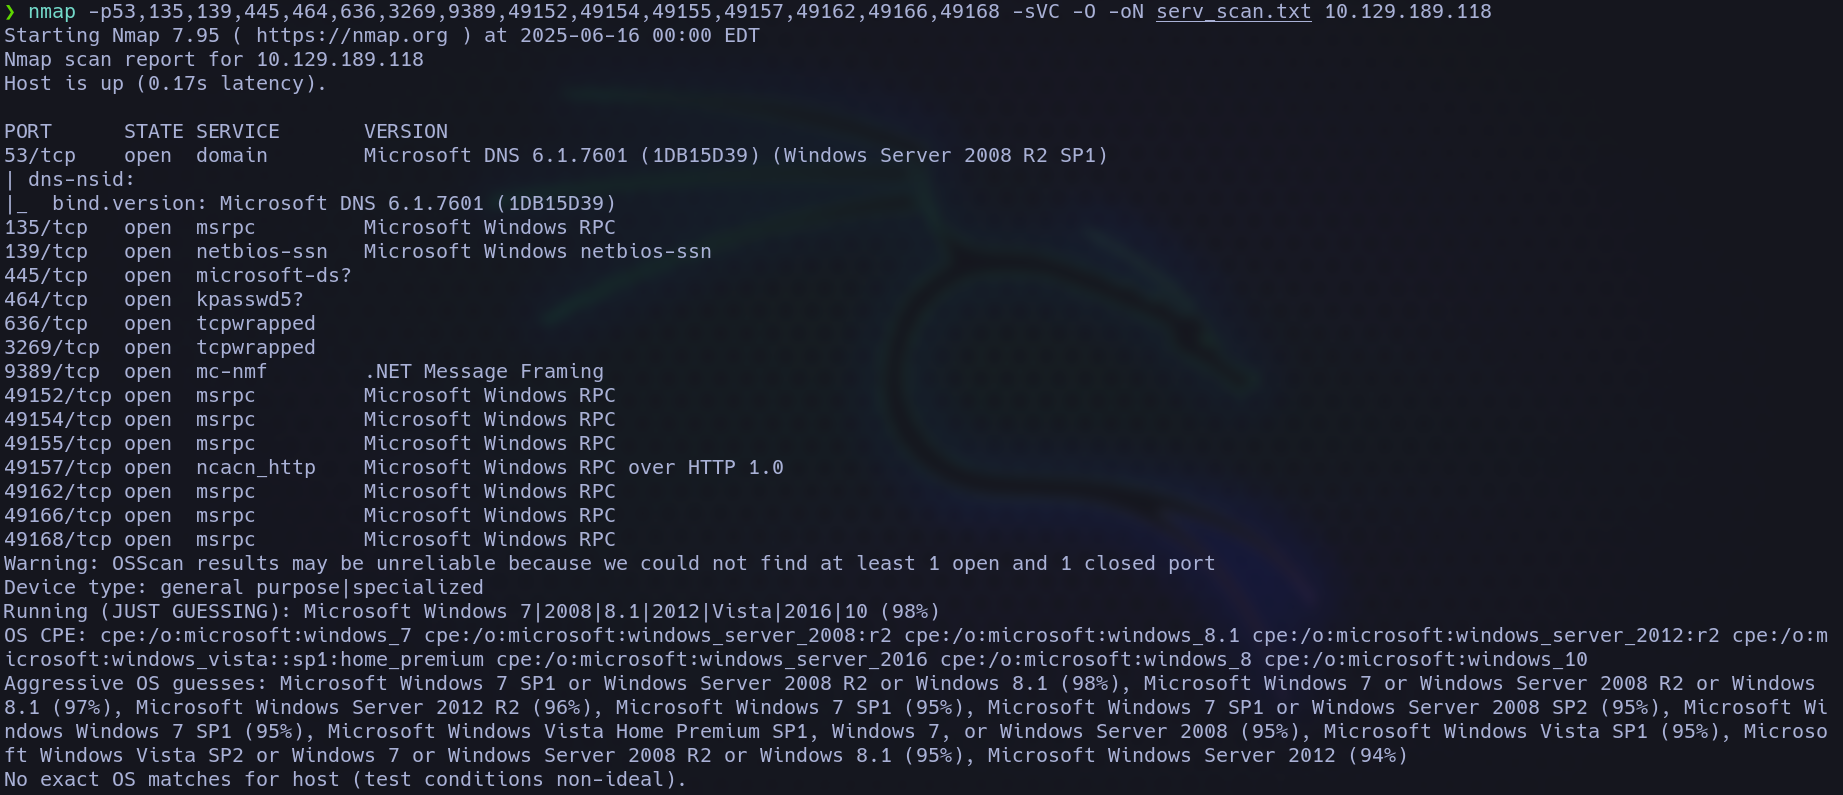 ❯ nmap -p53,135,139,445,464,636,3269,9389,49152,49154,49155,49157,49162,49166,49168 -sVC -O -oN serv_scan.txt 10.129.189.118
Starting Nmap 7.95 ( https://nmap.org ) at 2025-06-16 00:00 EDT
Nmap scan report for 10.129.189.118
Host is up (0.17s latency).
PORT      STATE SERVICE       VERSION
53/tcp    open  domain        Microsoft DNS 6.1.7601 (1DB15D39) (Windows Server 2008 R2 SP1)
| dns-nsid:
|_  bind.version: Microsoft DNS 6.1.7601 (1DB15D39)
135/tcp   open  msrpc         Microsoft Windows RPC
139/tcp   open  netbios-ssn   Microsoft Windows netbios-ssn
445/tcp   open  microsoft-ds?
464/tcp   open  kpasswd5?
636/tcp   open  tcpwrapped
3269/tcp  open  tcpwrapped
9389/tcp  open  mc-nmf        .NET Message Framing
49152/tcp open  msrpc         Microsoft Windows RPC
49154/tcp open  msrpc         Microsoft Windows RPC
49155/tcp open  msrpc         Microsoft Windows RPC
49157/tcp open  ncacn_http    Microsoft Windows RPC over HTTP 1.0
49162/tcp open  msrpc         Microsoft Windows RPC
49166/tcp open  msrpc         Microsoft Windows RPC
49168/tcp open  msrpc         Microsoft Windows RPC
Warning: OSScan results may be unreliable because we could not find at least 1 open and 1 closed port
Device type: general purpose|specialized
Running (JUST GUESSING): Microsoft Windows 7|2008|8.1|2012|Vista|2016|10 (98%)
OS CPE: cpe:/o:microsoft:windows_7 cpe:/o:microsoft:windows_server_2008:r2 cpe:/o:microsoft:windows_8.1 cpe:/o:microsoft:windows_server_2012:r2 cpe:/o:m
icrosoft:windows_vista::sp1:home_premium cpe:/o:microsoft:windows_server_2016 cpe:/o:microsoft:windows_8 cpe:/o:microsoft:windows_10
Aggressive OS guesses: Microsoft Windows 7 SP1 or Windows Server 2008 R2 or Windows 8.1 (98%), Microsoft Windows 7 or Windows Server 2008 R2 or Windows
8.1 (97%), Microsoft Windows Server 2012 R2 (96%), Microsoft Windows 7 SP1 (95%), Microsoft Windows 7 SP1 or Windows Server 2008 SP2 (95%), Microsoft Wi
ndows Windows 7 SP1 (95%), Microsoft Windows Vista Home Premium SP1, Windows 7, or Windows Server 2008 (95%), Microsoft Windows Vista SP1 (95%), Microso
ft Windows Vista SP2 or Windows 7 or Windows Server 2008 R2 or Windows 8.1 (95%), Microsoft Windows Server 2012 (94%)
No exact OS matches for host (test conditions non-ideal).